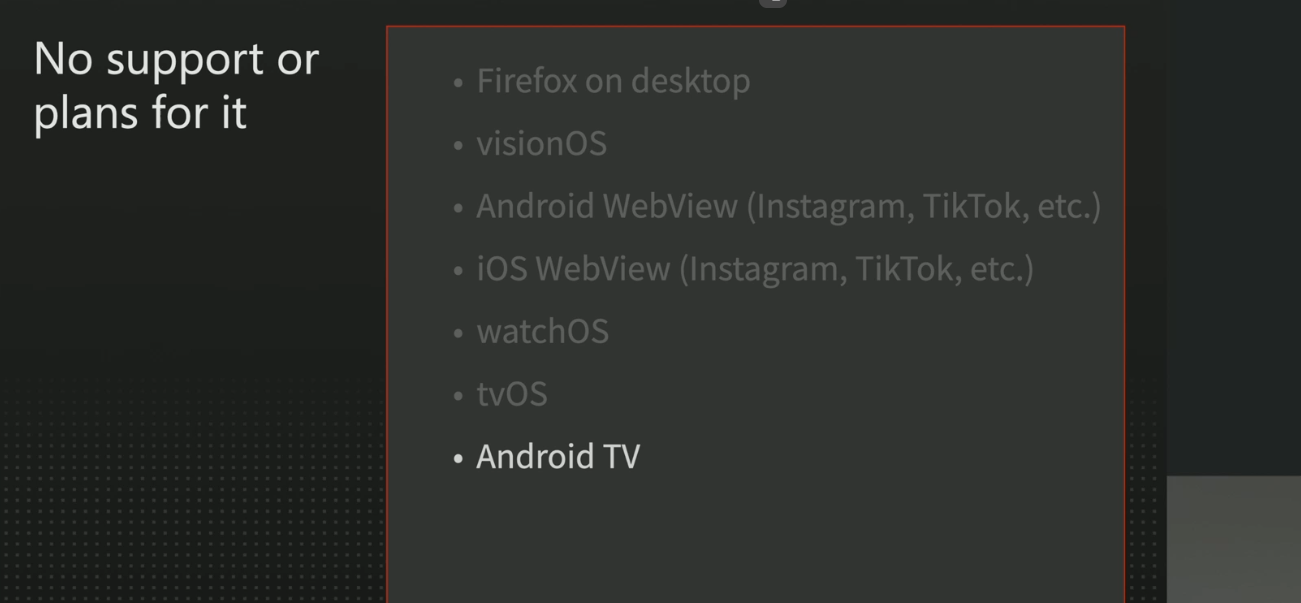 No support or
plans for it
• Firefox on desktop
• visionOS
• Android WebView (Instagram, TikTok, etc.)
• iOS WebView (Instagram, TikTok, etc.)
• watchOS
• tvOS
• Android TV